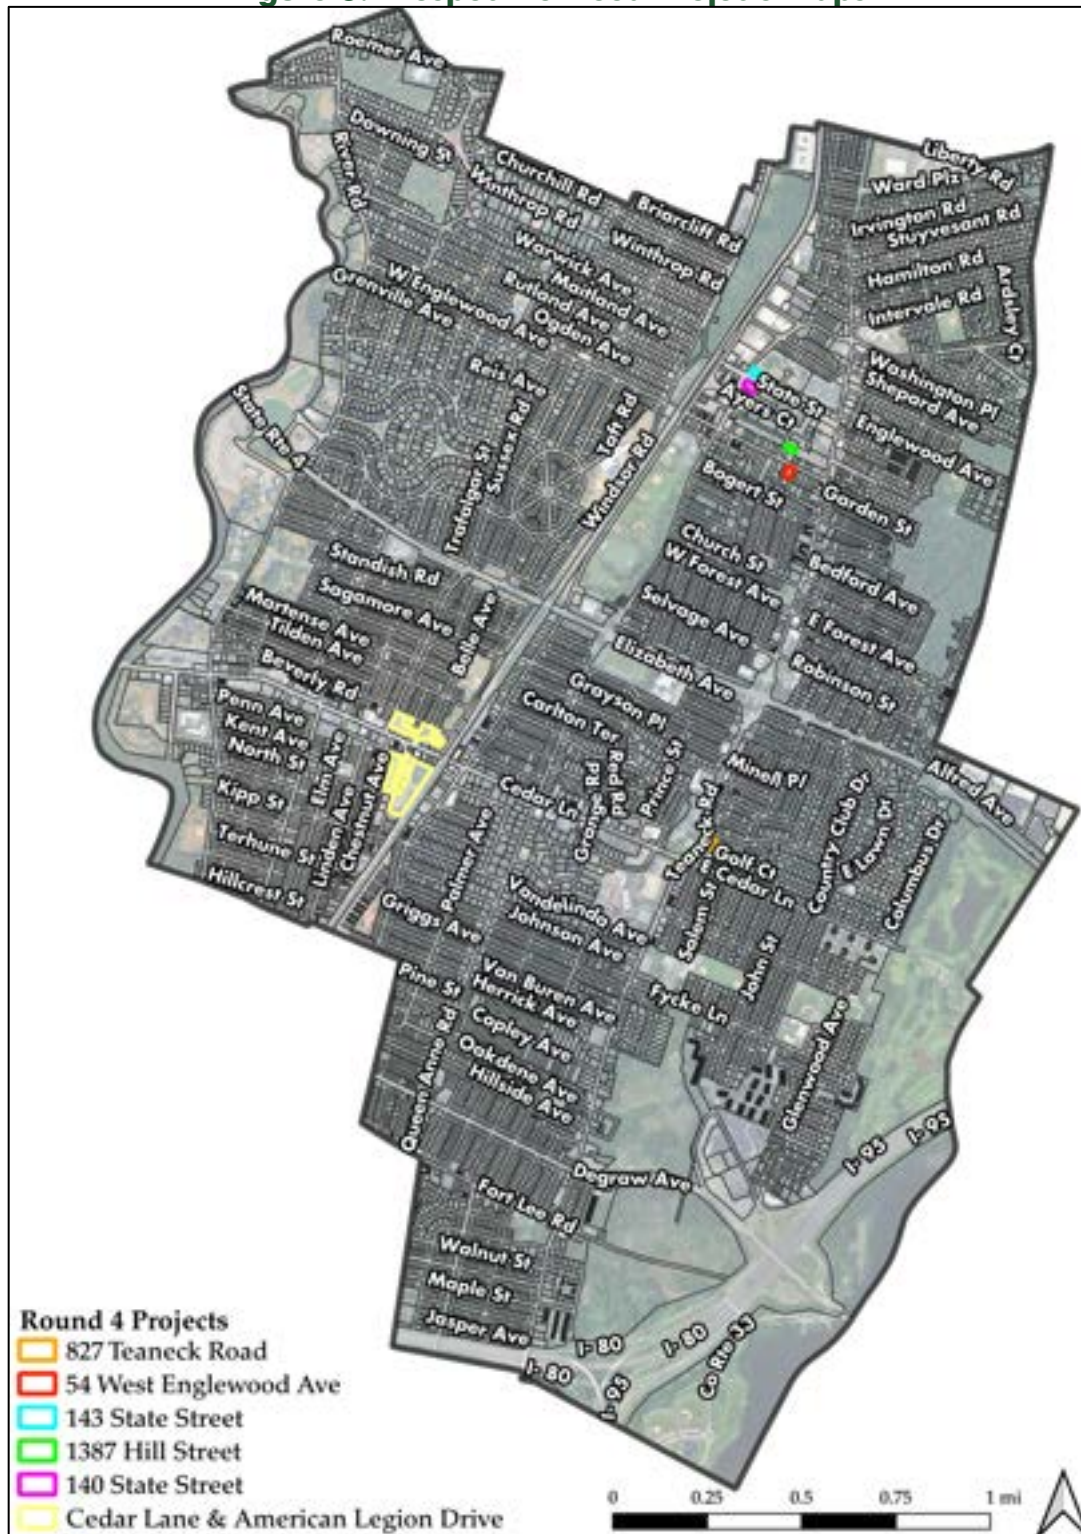 Roemer Ave
Downing St
River Rd
Churchill Rd
Winthrop Rd
Briarcliff Rd
Winthrop Rd
Liberty Rd
Ward Plz
Irvington Rd
Stuyvesant Rd
Hamilton Rd
Ardsley Ct
Intervale Rd
Warwick Ave
Maitland Ave
Rutland Ave
Ogden Ave
W Englewood Ave
Grenville Ave
Reis Ave
Sussex Rd
Trafalgar St
Taft Rd
Windsor Rd
State Rte 4
State St
Ayers Ct
Washington Pl
Shepard Ave
Englewood Ave
Bogert St
Garden St
Church St
W Forest Ave
Bedford Ave
Selvage Ave
E Forest Ave
Standish Rd
Sagamore Ave
Martense Ave
Tilden Ave
Belle Ave
Beverly Rd
Elizabeth Ave
Robinson St
Grayson Pl
Carlton Ter
Penn Ave
Kent Ave
North St
Elm Ave
Kipp St
Linden Ave
Chestnut Ave
Terhune St
Hillcrest St
Cedar Ln
Grange Rd
Prince St
Minell Pl
Alfred Ave
Teaneck Rd
Golf Ct
E Cedar Ln
Country Club Dr
E Lawn Dr
Columbus Dr
Palmer Ave
Griggs Ave
Vandelinda Ave
Johnson Ave
Salem St
John St
Pine St
Van Buren Ave
Herrick Ave
Fycke Ln
Copley Ave
Oakdene Ave
Hillside Ave
Queen Anne Rd
Glenwood Ave
I- 95
I- 95
Degraw Ave
Fort Lee Rd
Walnut St
Maple St
Jasper Ave
I- 80
I- 80
I- 80
I- 95
Co Rte 33
Round 4 Projects
827 Teaneck Road
54 West Englewood Ave
143 State Street
1387 Hill Street
140 State Street
Cedar Lane & American Legion Drive
0 0.25 0.5 0.75 1 mi